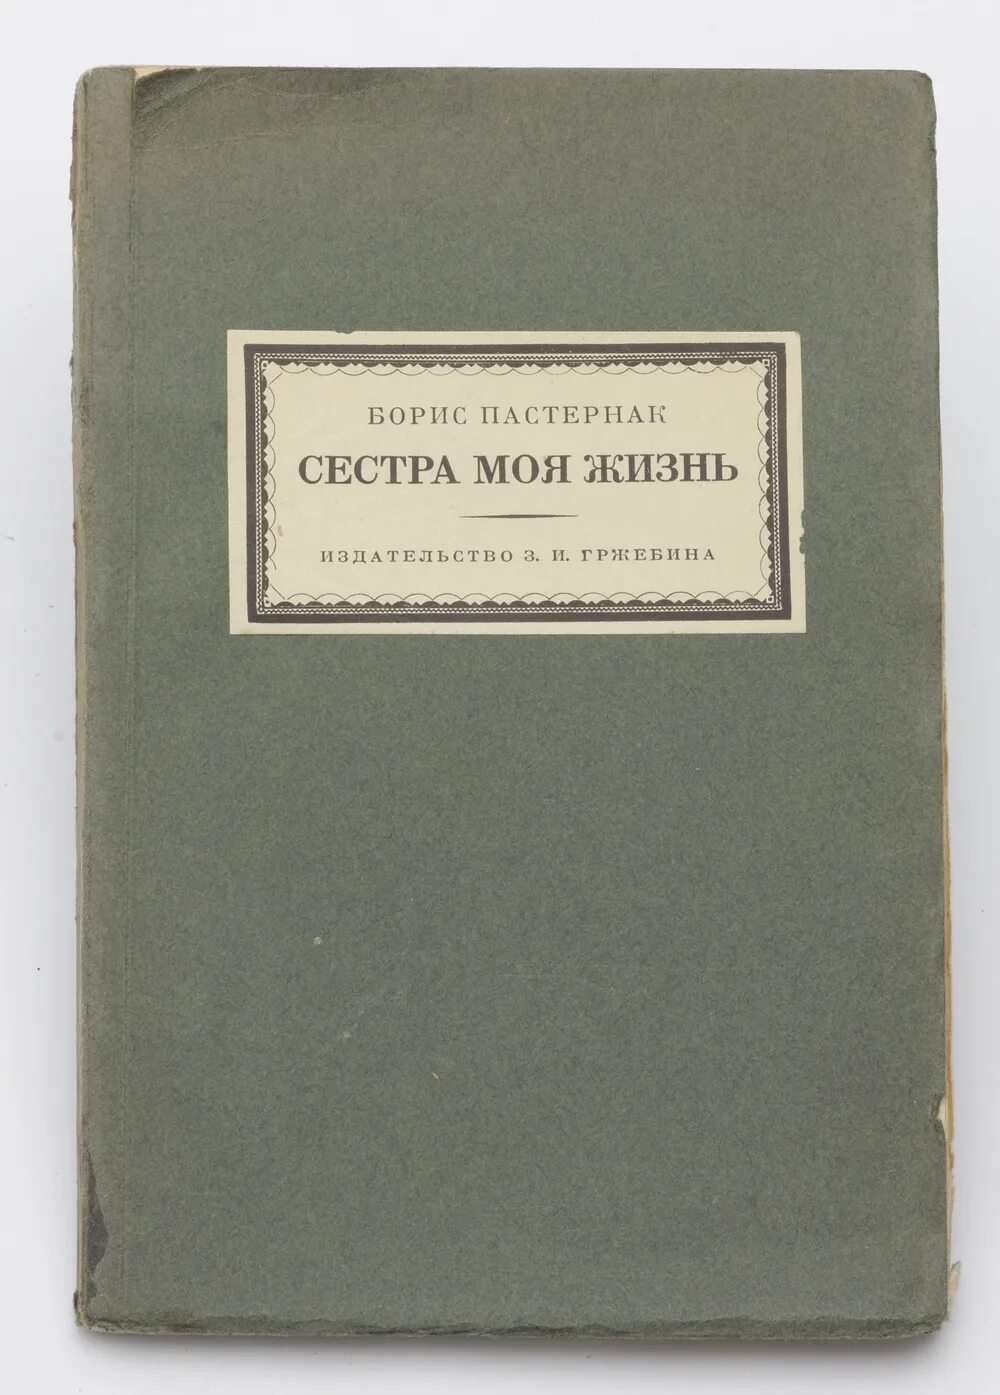 БОРИС ПАСТЕРНАК
СЕСТРА МОЯ ЖИЗНЬ
ИЗДАТЕЛЬСТВО З. И. ГРЖЕБИНА